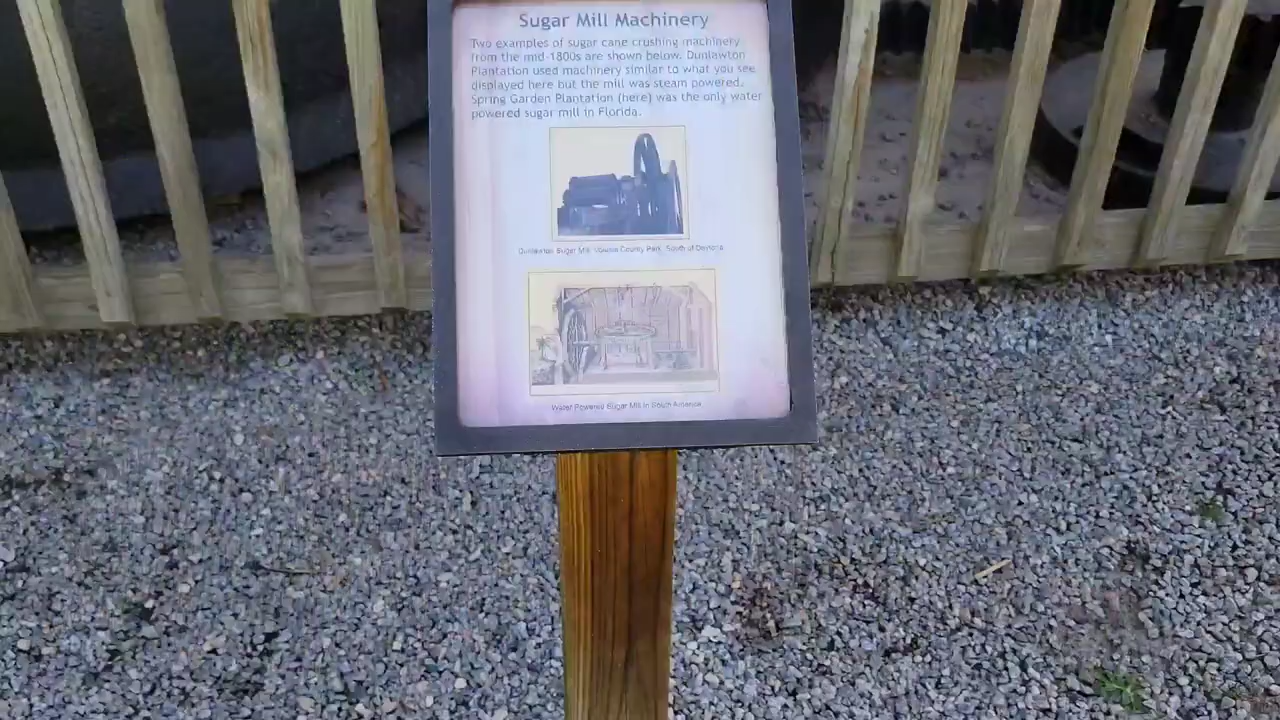 Sugar Mill Machinery
Two examples of sugar cane crushing machinery
from the mid-1800s are shown below. Dunlawton
Plantation used machinery similar to what you see
displayed here but the mill was steam powered.
Spring Garden Plantation (here) was the only water
powered sugar mill in Florida.
Dunlawton Sugar Mill, Volusia County Park, South of Daytona
Water Powered Sugar Mill in South America